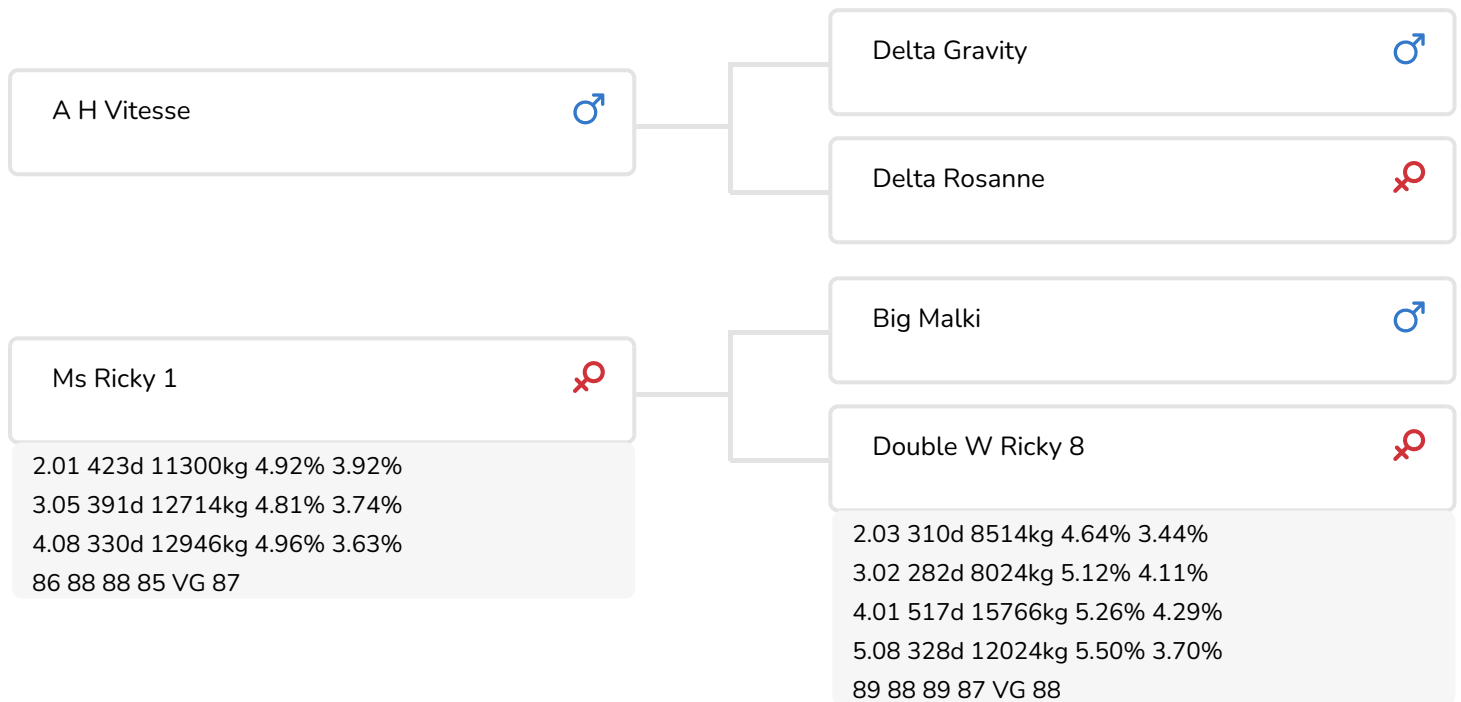 A H Vitesse
Delta Gravity
Delta Rosanne
Ms Ricky 1
2.01 423d 11300kg 4.92% 3.92%
3.05 391d 12714kg 4.81% 3.74%
4.08 330d 12946kg 4.96% 3.63%
86 88 88 85 VG 87
Big Malki
Double W Ricky 8
2.03 310d 8514kg 4.64% 3.44%
3.02 282d 8024kg 5.12% 4.11%
4.01 517d 15766kg 5.26% 4.29%
5.08 328d 12024kg 5.50% 3.70%
89 88 89 87 VG 88